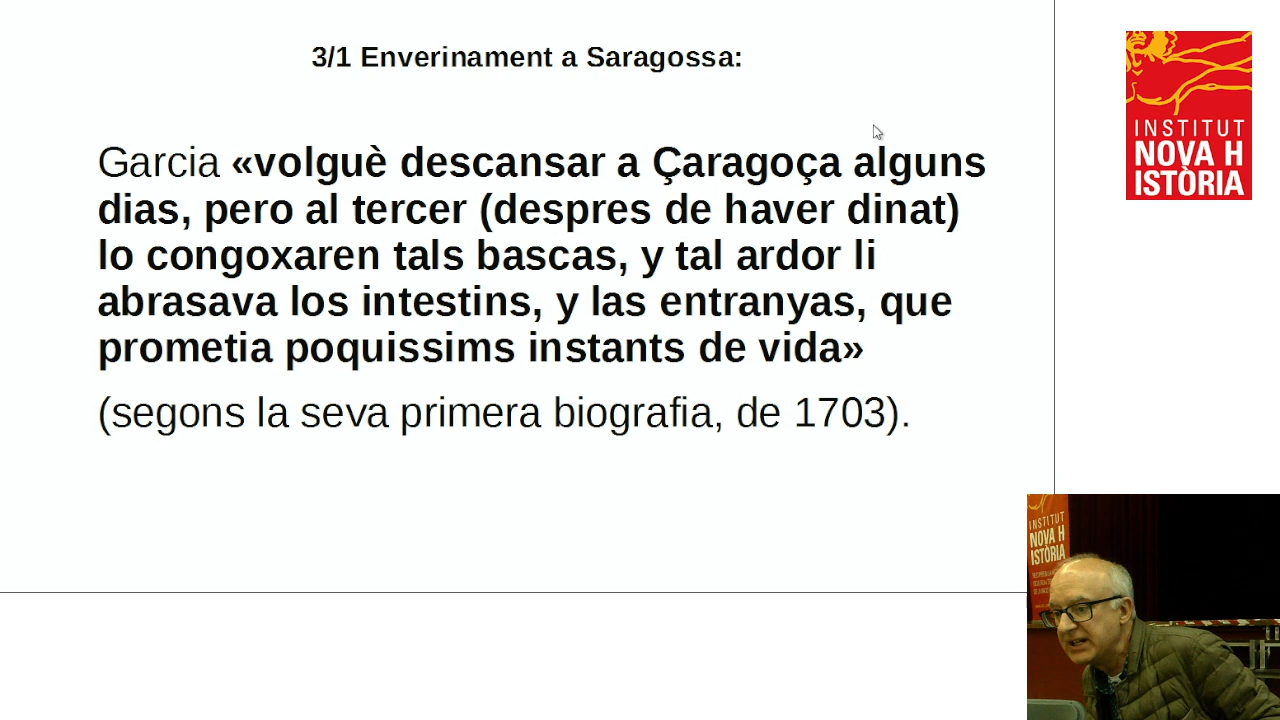 3/1 Enverinament a Saragossa:
Garcia «volguè descansar a Çaragoça alguns
dias, pero al tercer (despres de haver dinat)
lo congoxaren tals bascas, y tal ardor li
abrasava los intestins, y las entranyas, que
prometia poquissims instants de vida»
(segons la seva primera biografia, de 1703).
INSTITUT
NOVA H
ISTÒRIA
INSTITUT
NOVA H
ISTÒRIA